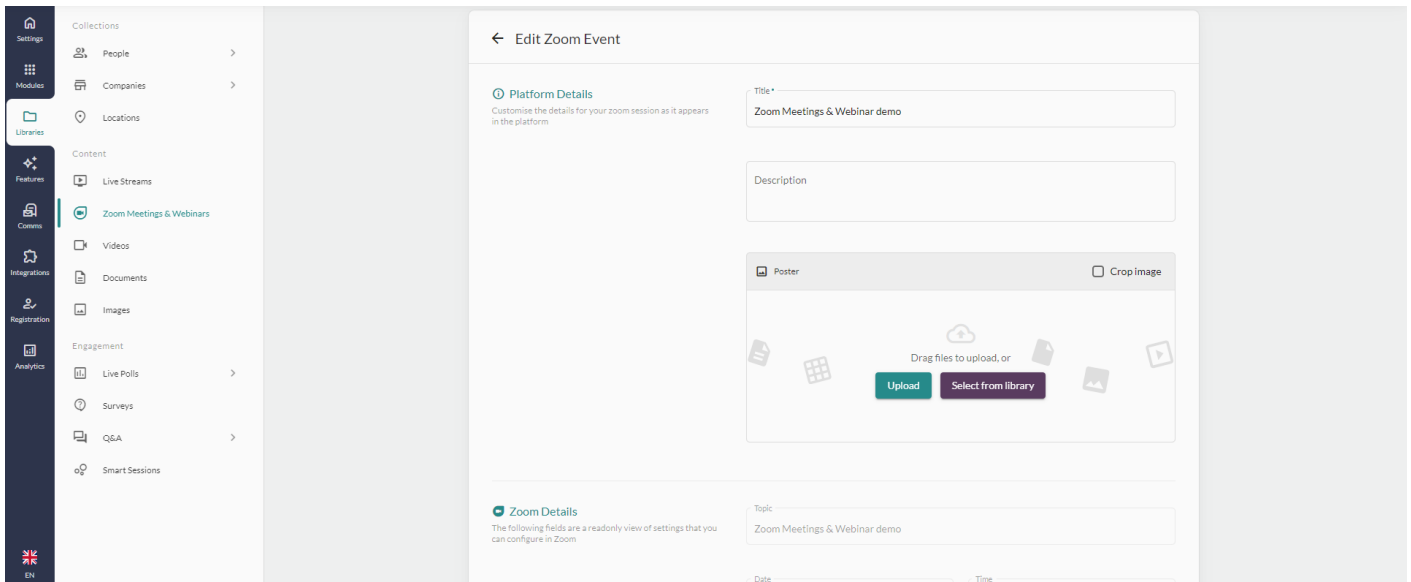 Settings
Modules
Libraries
Features
Comms
Integrations
Registration
Analytics
EN
Collections
People
Companies
Locations
Content
Live Streams
Zoom Meetings & Webinars
Videos
Documents
Images
Engagement
Live Polls
Surveys
Q&A
Smart Sessions
Edit Zoom Event
Platform Details
Customise the details for your zoom session as it appears
in the platform
Title *
Zoom Meetings & Webinar demo
Description
Poster
Crop image
Drag files to upload, or
Upload
Select from library
Zoom Details
The following fields are a readonly view of settings that you
can configure in Zoom
Topic
Zoom Meetings & Webinar demo
Date
Time